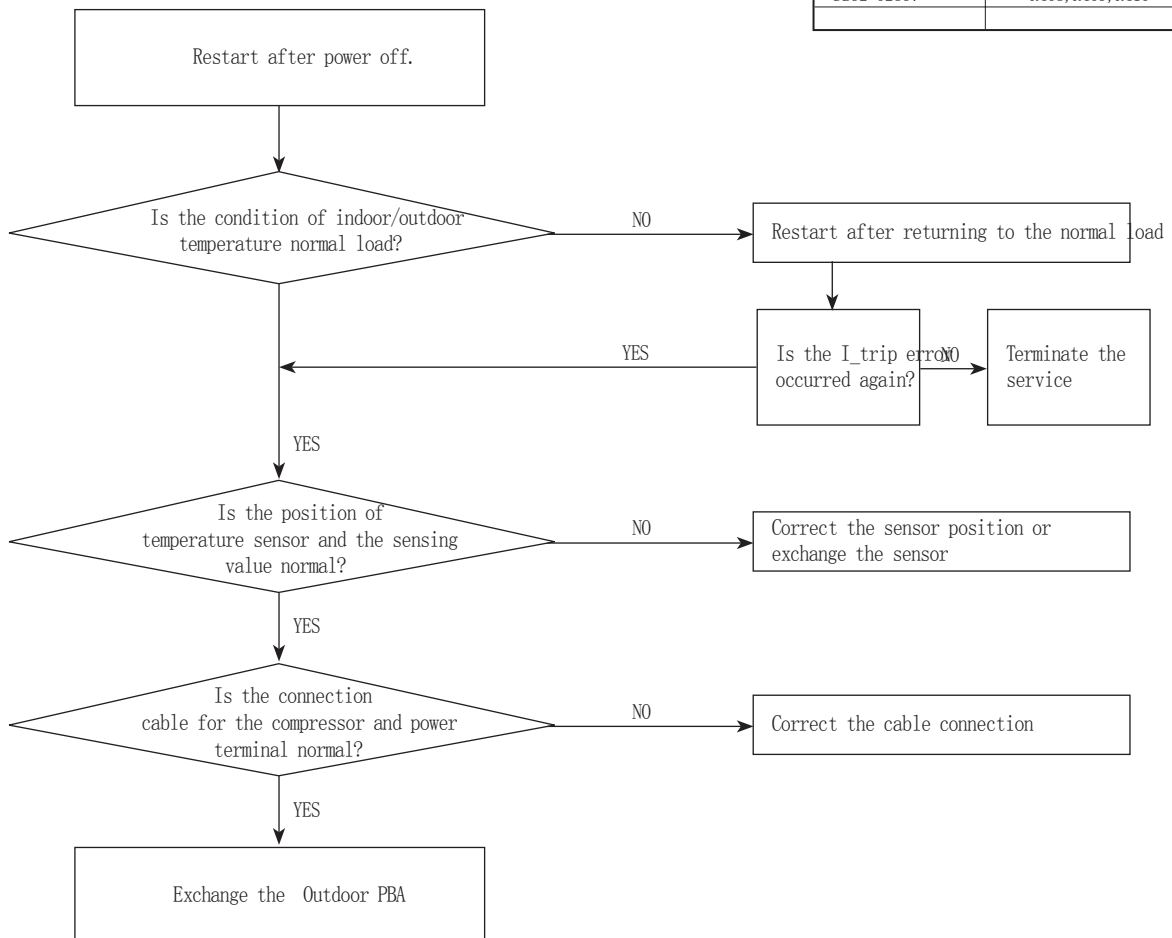 Restart after power off.
Is the condition of indoor/outdoor
temperature normal load?
NO
Restart after returning to the normal load
YES
Is the I_trip error
occurred again?
NO
Terminate the
service
YES
Is the position of
temperature sensor and the sensing
value normal?
NO
Correct the sensor position or
exchange the sensor
YES
Is the connection
cable for the compressor and power
terminal normal?
NO
Correct the cable connection
YES
Exchange the Outdoor PBA